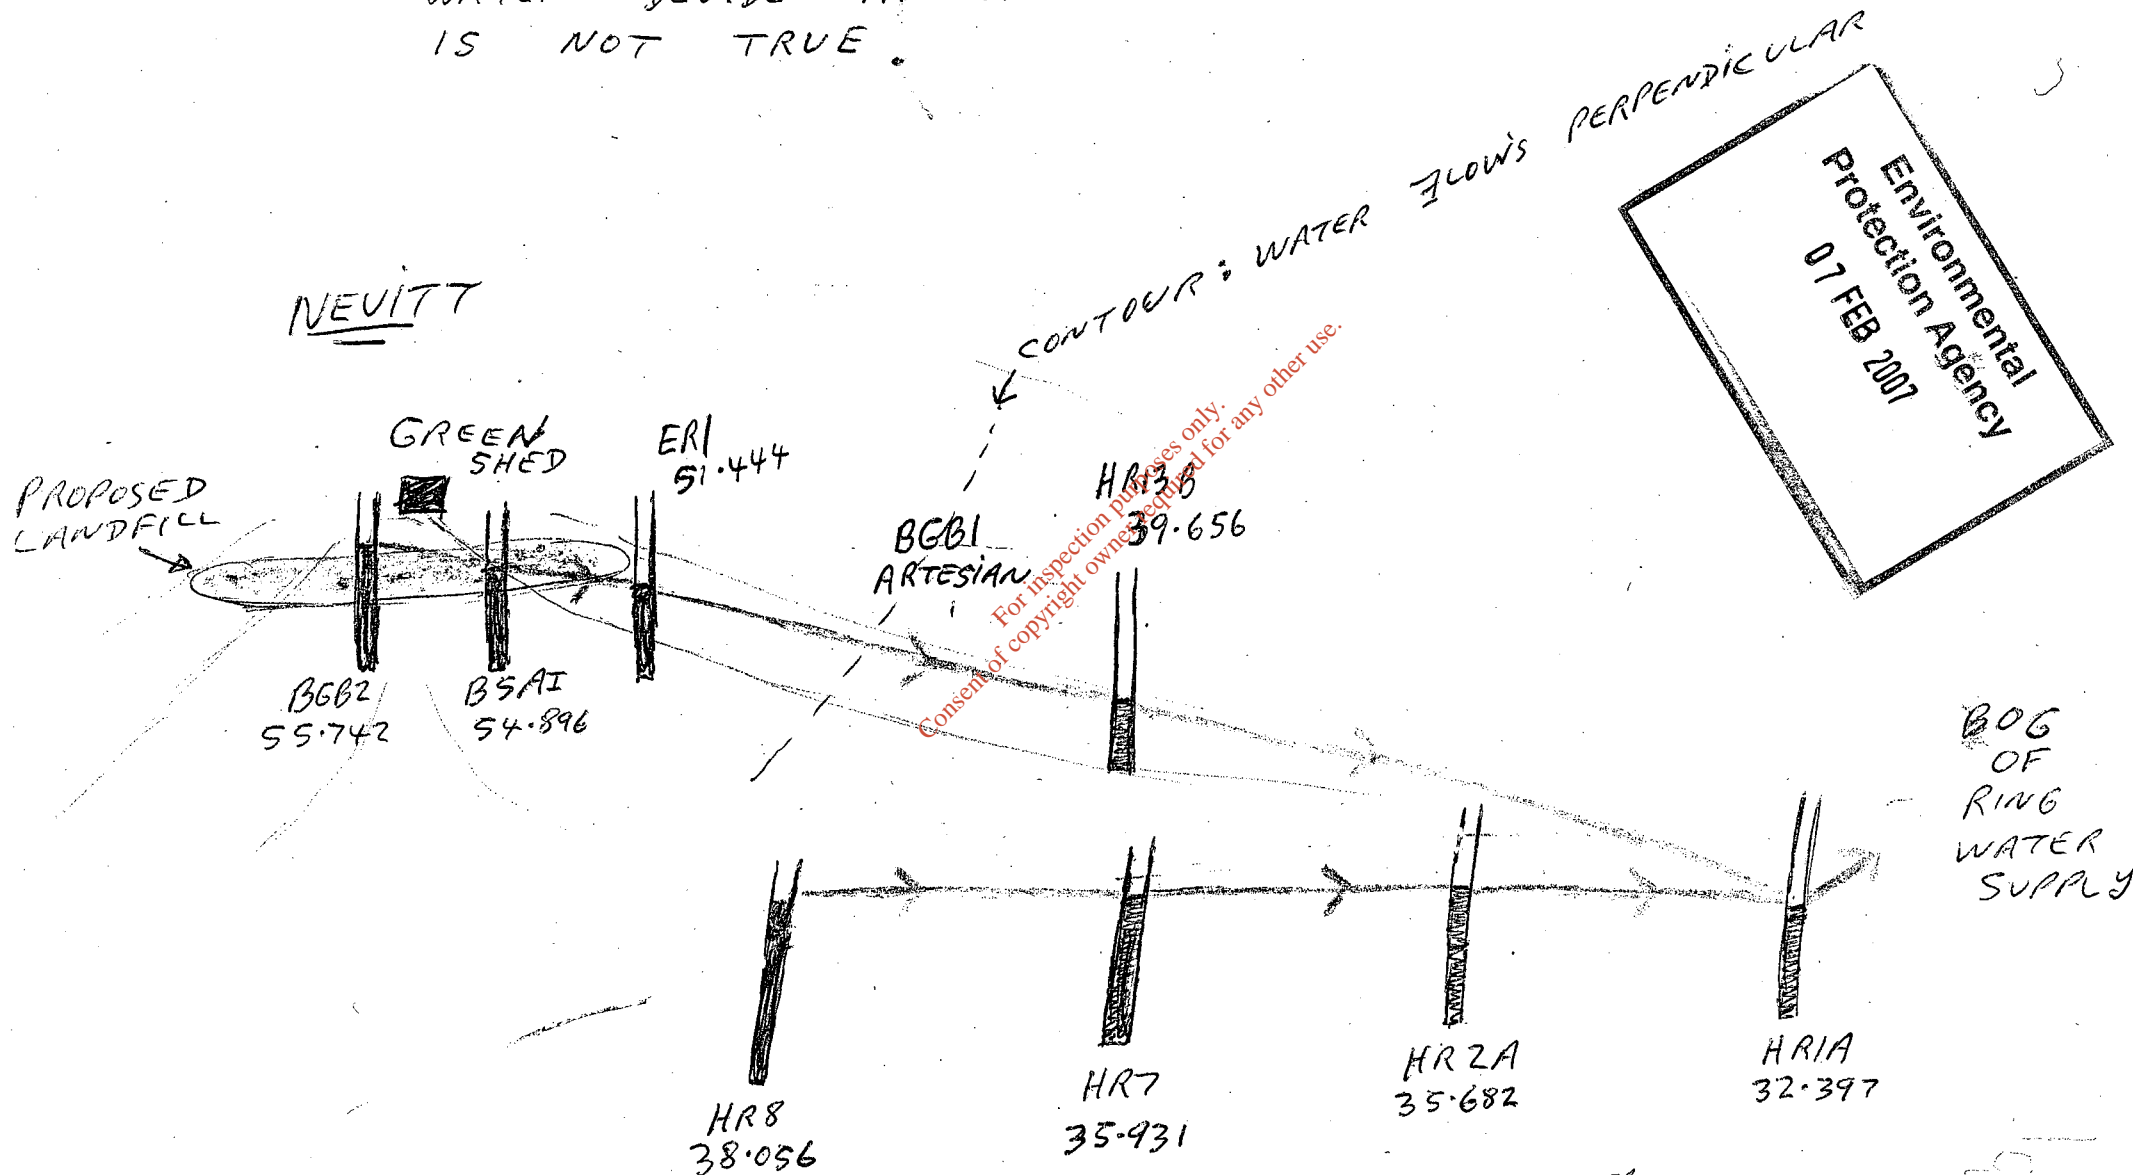 IS NOT TRUE.
CONTOUR: WATER FLOWS PERPENDICULAR
Environmental
Protection Agency
07 FEB 2007
NEVITT
GREEN
SHED
ER1
51.444
PROPOSED
LANDFILL
HR3B
39.656
BGB1
ARTESIAN
For inspection purposes only.
Consent of copyright owner required for any other use.
BGB2
55.742
BSA1
54.896
BOG
OF
RING
WATER
SUPPLY
HR8
38.056
HR7
35.931
HR2A
35.682
HR1A
32.397